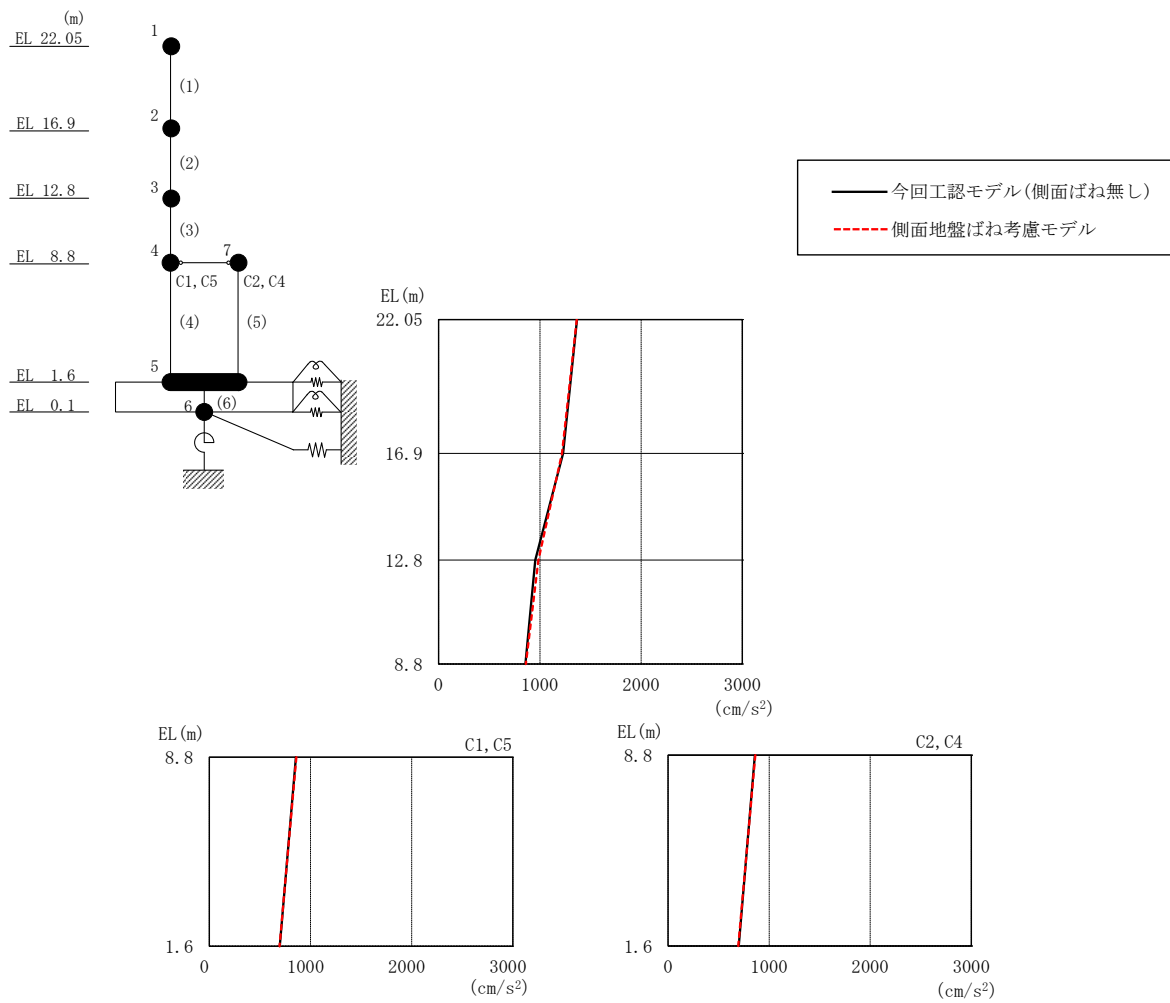 (m)
EL 22.05
EL 16.9
EL 12.8
EL 8.8
EL 1.6
EL 0.1
1
(1)
2
(2)
3
(3)
4
7
C1,C5
C2,C4
(4)
(5)
5
6
(6)
今回工認モデル(側面ばね無し)
側面地盤ばね考慮モデル
EL(m)
22.05
16.9
12.8
8.8
0 1000 2000 3000
(cm/s²)
EL(m)
C1,C5
8.8
1.6
0 1000 2000 3000
(cm/s²)
EL(m)
C2,C4
8.8
1.6
0 1000 2000 3000
(cm/s²)